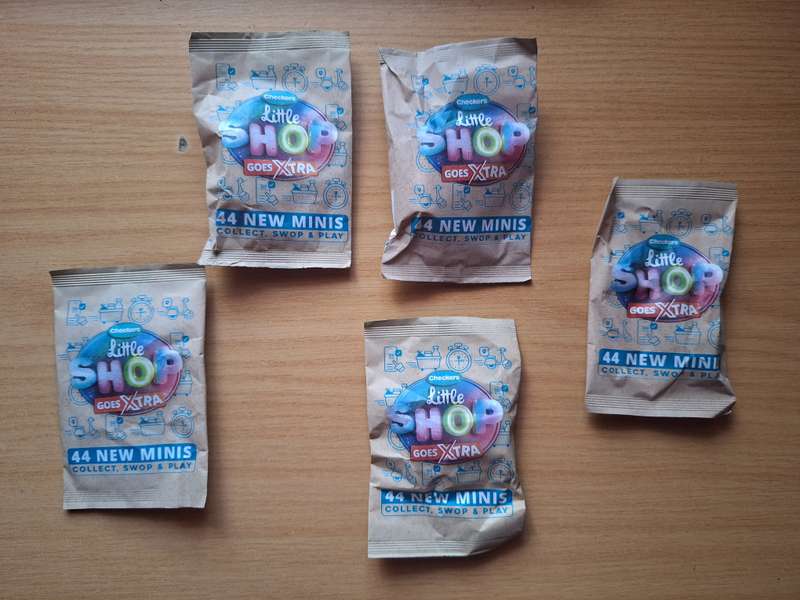 Checkers
Little
SHOP
GOES XTRA
44 NEW MINIS
COLLECT, SWOP & PLAY
Checkers
Little
SHOP
GOES XTRA
44 NEW MINIS
COLLECT, SWOP & PLAY
Checkers
Little
SHOP
GOES XTRA
44 NEW MINI
COLLECT, SWOP & PLAY
Checkers
Little
SHOP
GOES XTRA
44 NEW MINIS
COLLECT, SWOP & PLAY
Checkers
Little
SHOP
GOES XTRA
44 NEW MINIS
COLLECT, SWOP & PLAY